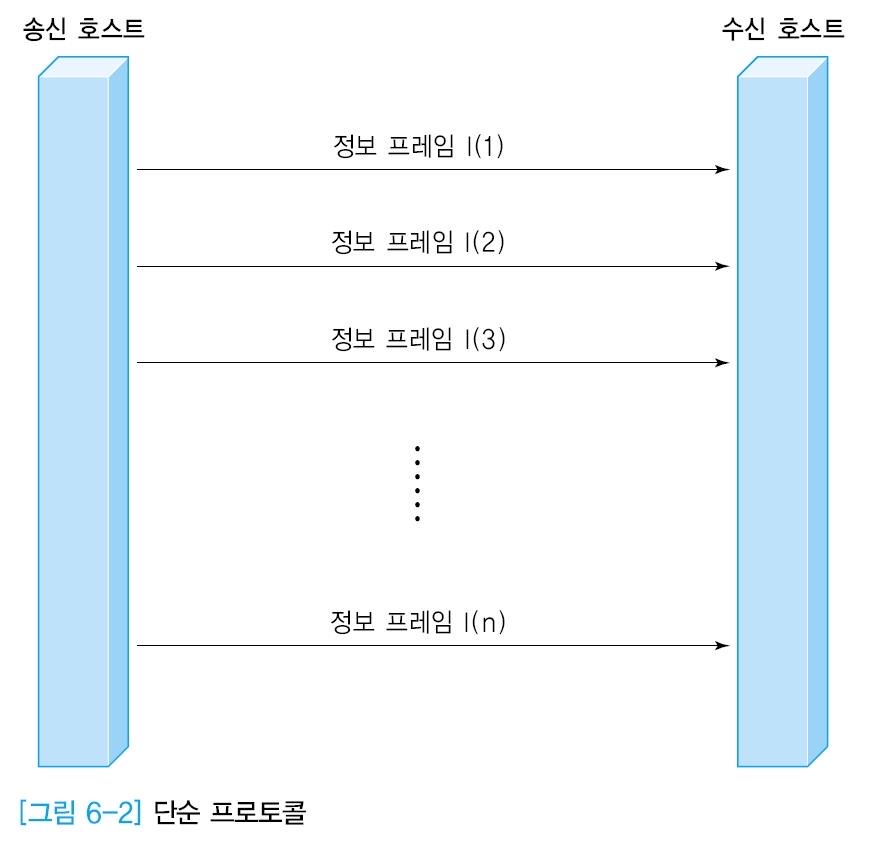 송신 호스트
수신 호스트
정보 프레임 I(1)
정보 프레임 I(2)
정보 프레임 I(3)
정보 프레임 I(n)
[그림 6-2] 단순 프로토콜